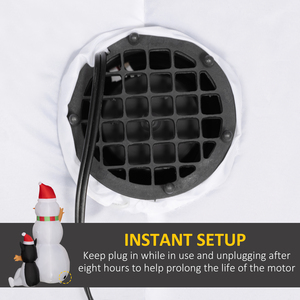 INSTANT SETUP
Keep plug in while in use and unplugging after
eight hours to help prolong the life of the motor